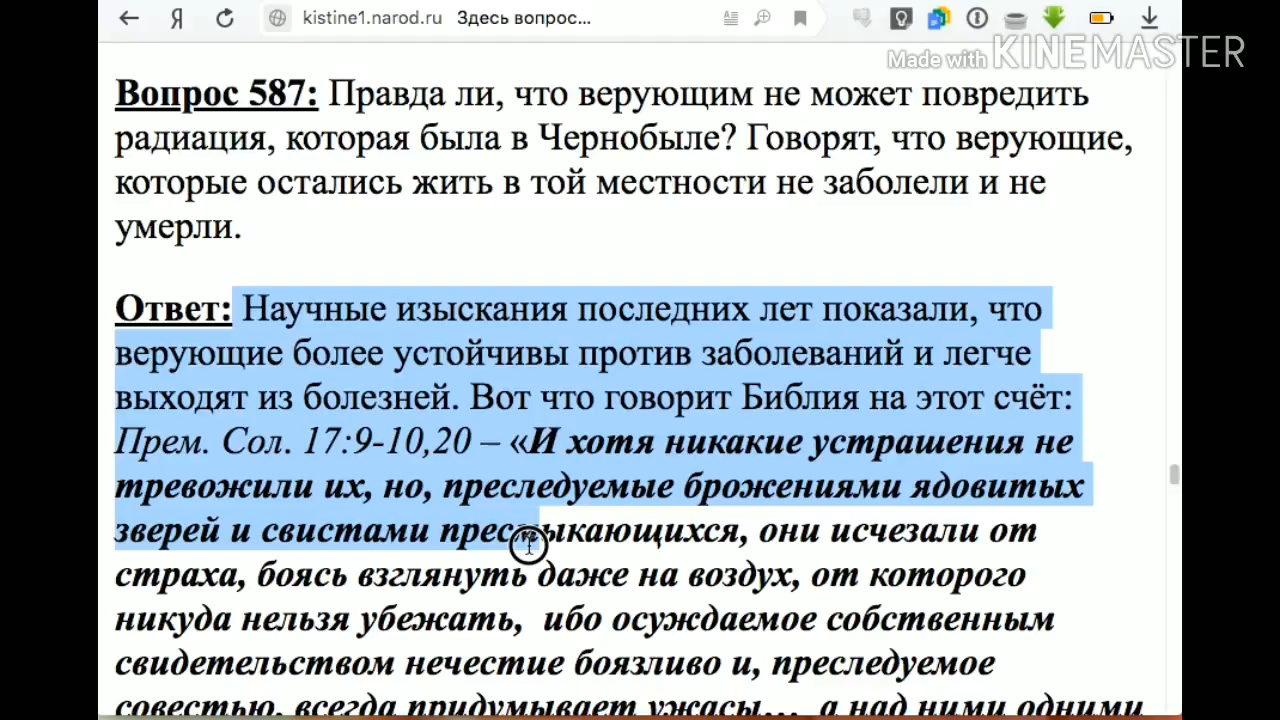 kistine1.narod.ru Здесь вопрос...
Made with KINEMASTER
Вопрос 587: Правда ли, что верующим не может повредить
радиация, которая была в Чернобыле? Говорят, что верующие,
которые остались жить в той местности не заболели и не
умерли.
Ответ: Научные изыскания последних лет показали, что
верующие более устойчивы против заболеваний и легче
выходят из болезней. Вот что говорит Библия на этот счёт:
Прем. Сол. 17:9-10,20 – «И хотя никакие устрашения не
тревожили их, но, преследуемые брожениями ядовитых
зверей и свистами пресмыкающихся, они исчезали от
страха, боясь взглянуть даже на воздух, от которого
никуда нельзя убежать, ибо осуждаемое собственным
свидетельством нечестие боязливо и, преследуемое
совестью, всегда придумывает ужасы… а над ними одними